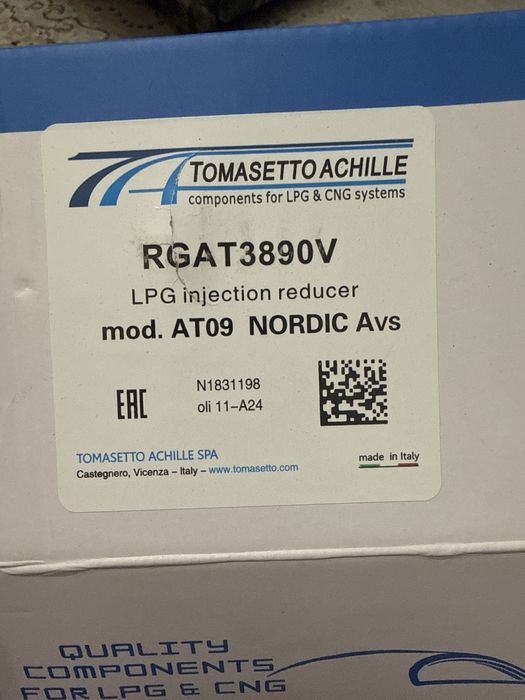 TOMASETTO ACHILLE
components for LPG & CNG systems
RGAT3890V
LPG injection reducer
mod. AT09 NORDIC Avs
EAC
N1831198
oli 11-A24
TOMASETTO ACHILLE SPA
Castegnero, Vicenza – Italy – www.tomasetto.com
made in Italy
QUALITY
COMPONENTS
FOR LPG & CNG